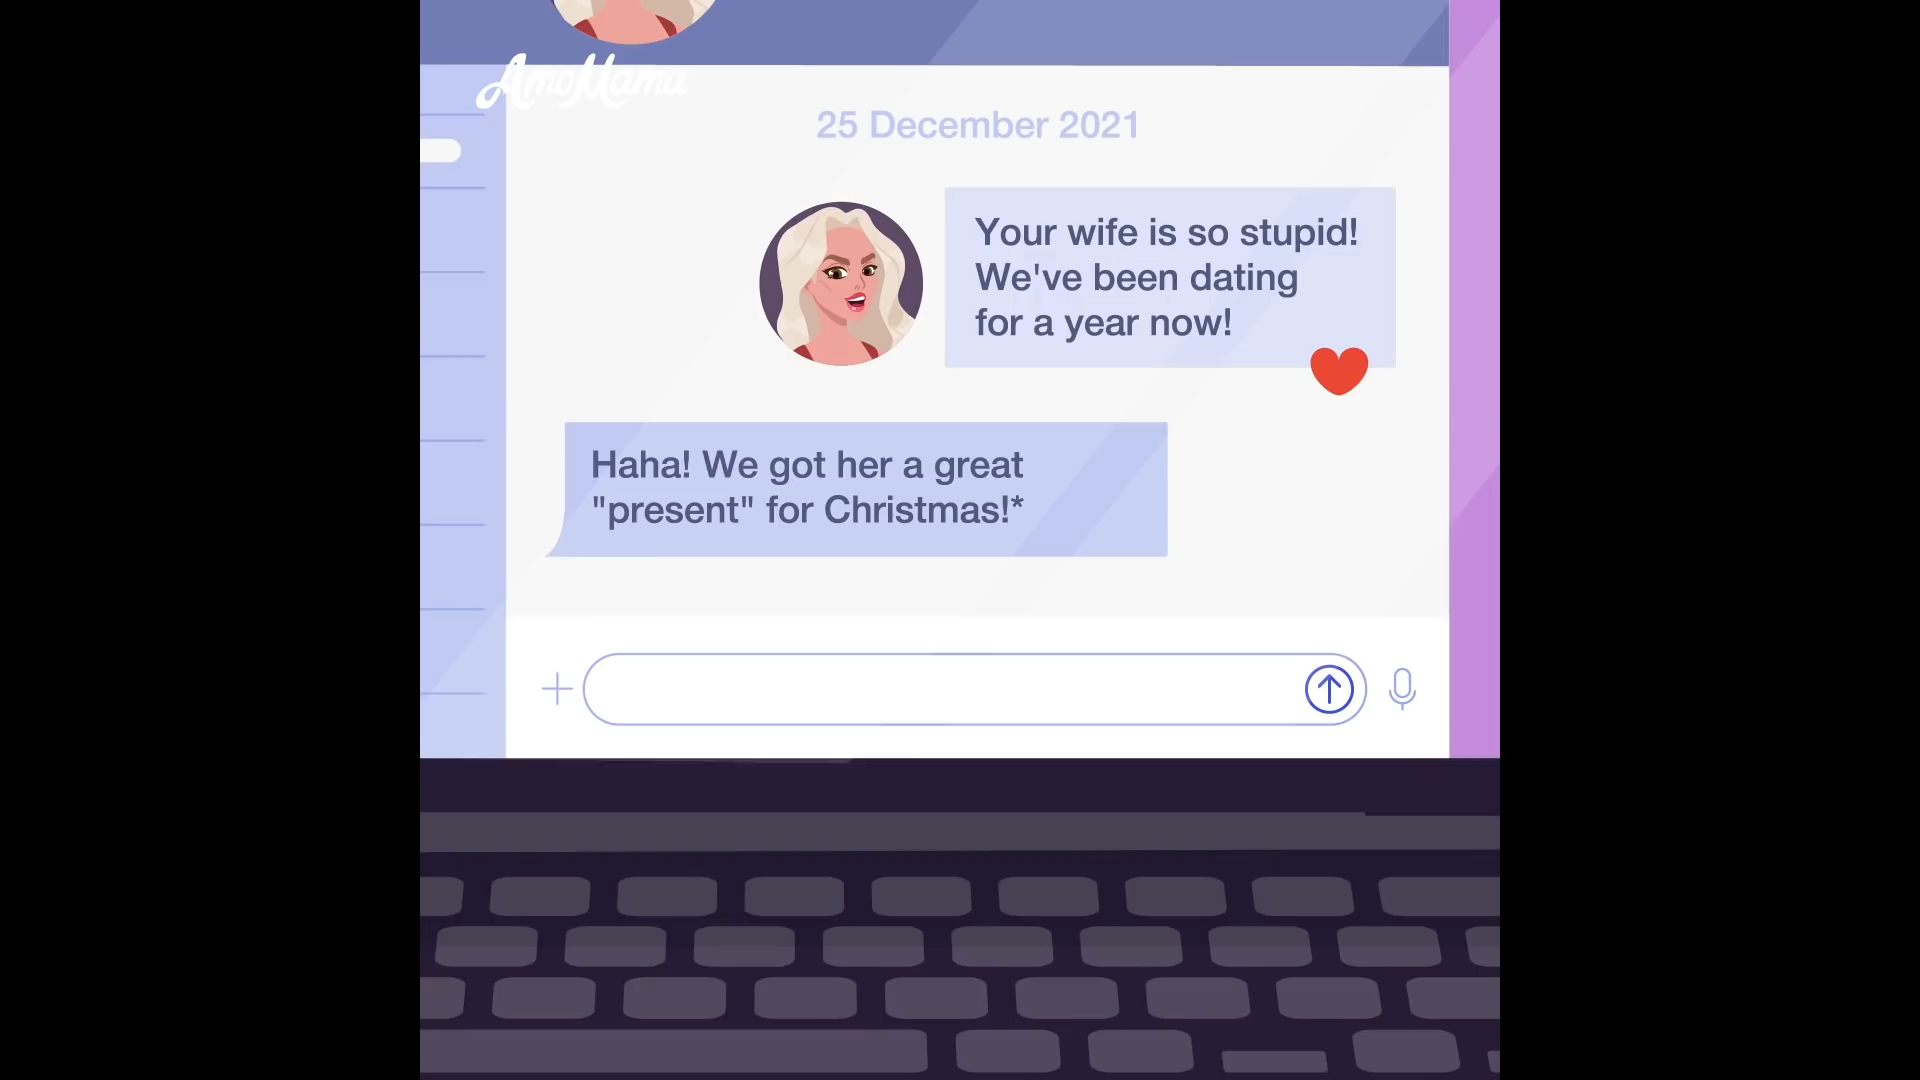 AmoMama
25 December 2021
Your wife is so stupid!
We've been dating
for a year now!
Haha! We got her a great
"present" for Christmas!*